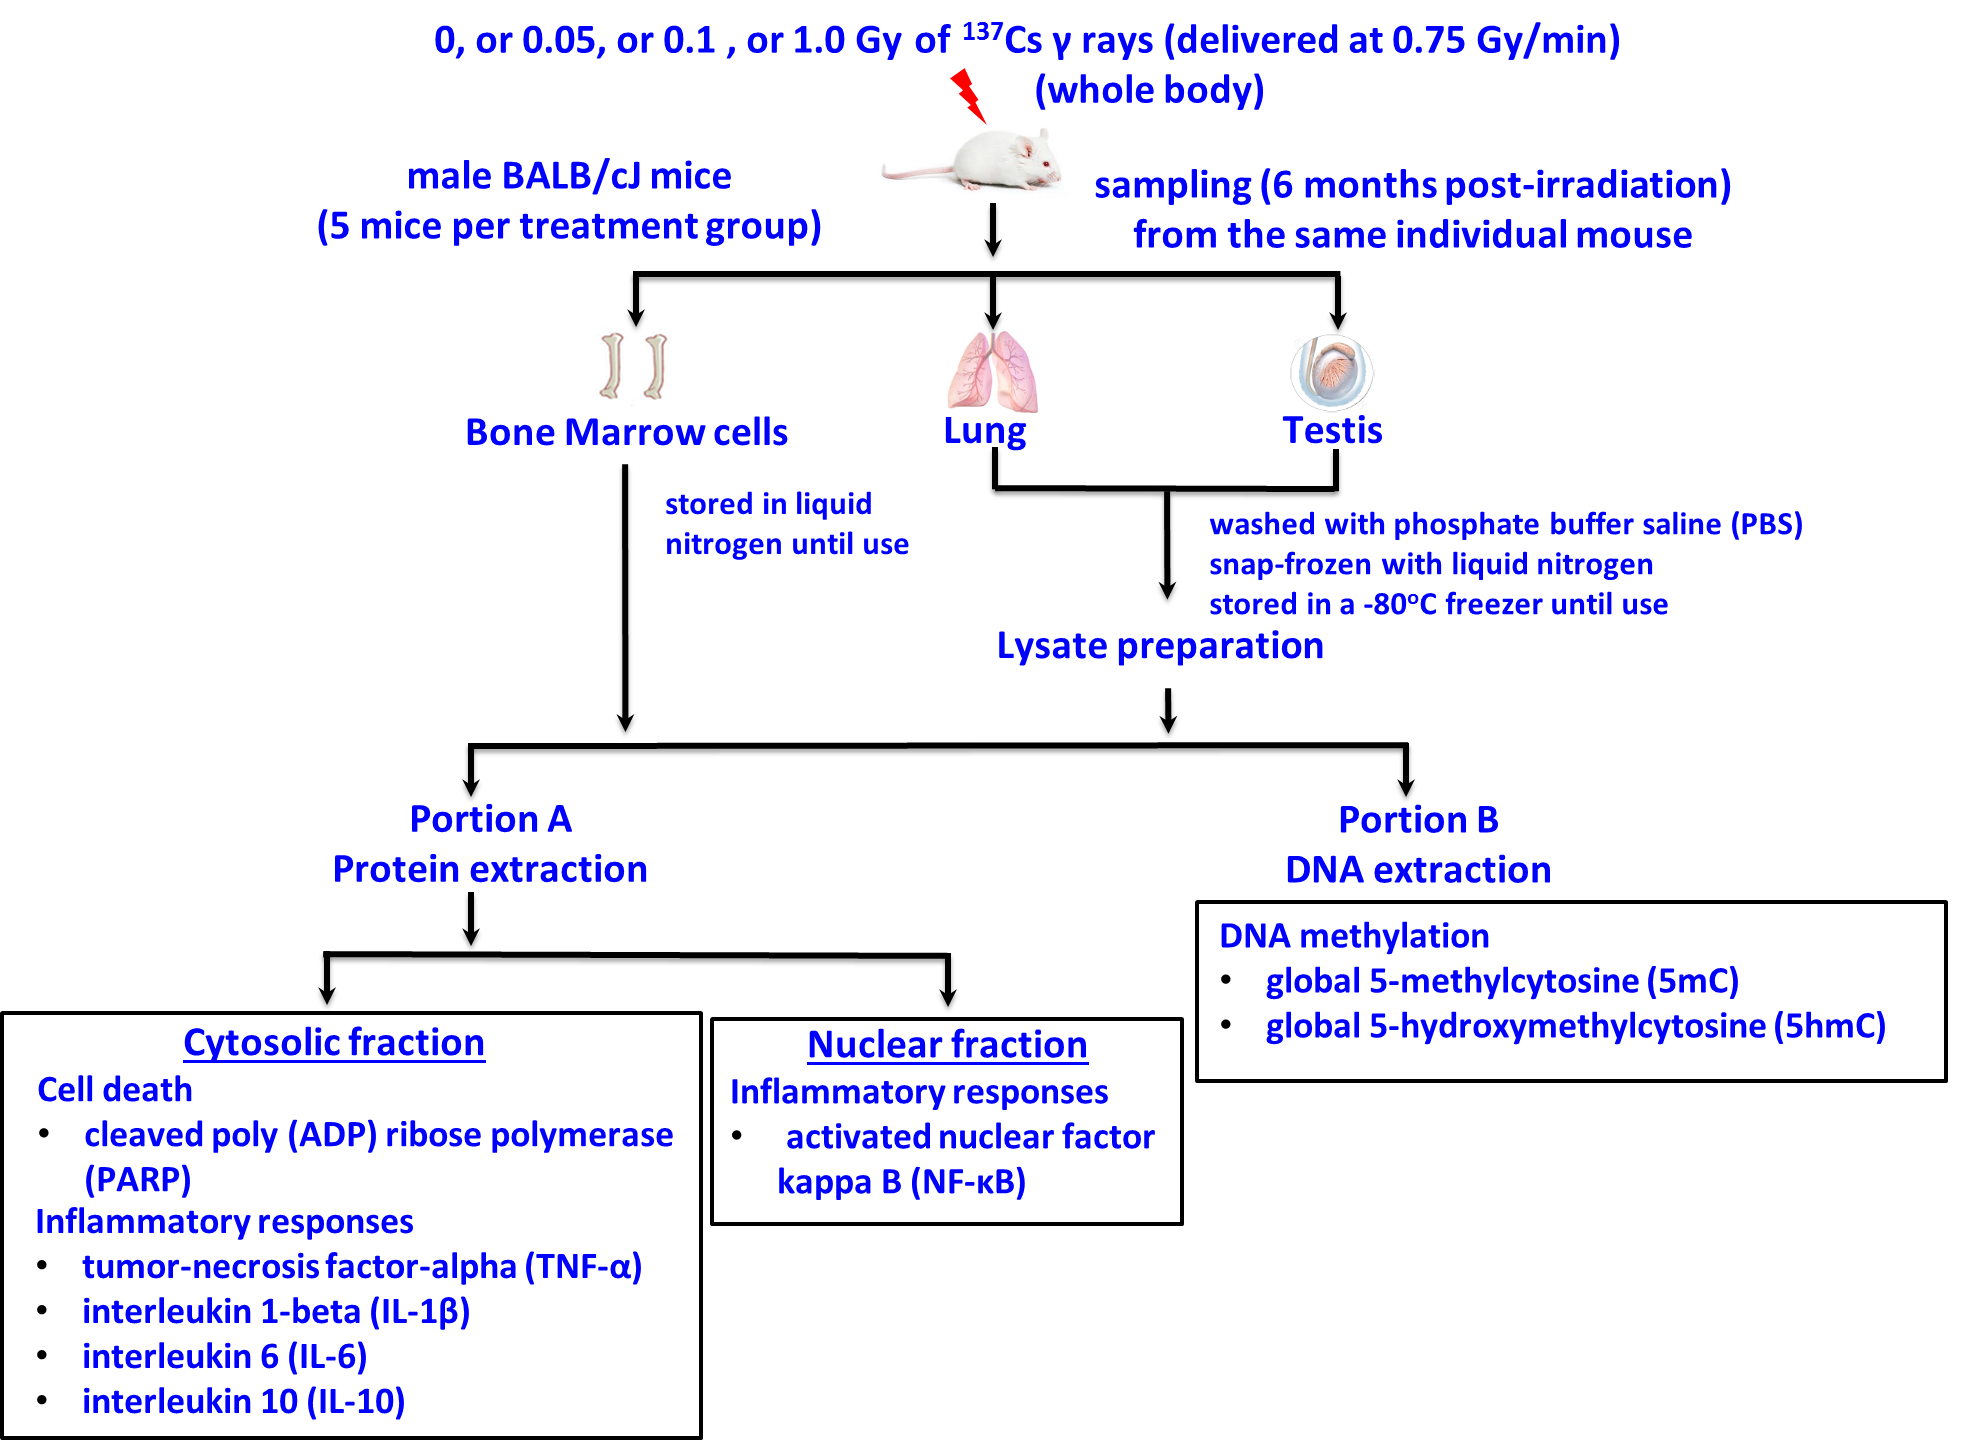 0, or 0.05, or 0.1 , or 1.0 Gy of ¹³⁷Cs γ rays (delivered at 0.75 Gy/min)
(whole body)
male BALB/cJ mice
(5 mice per treatment group)
sampling (6 months post-irradiation)
from the same individual mouse
Bone Marrow cells
Lung
Testis
stored in liquid
nitrogen until use
washed with phosphate buffer saline (PBS)
snap-frozen with liquid nitrogen
stored in a -80°C freezer until use
Lysate preparation
Portion A
Protein extraction
Portion B
DNA extraction
DNA methylation
• global 5-methylcytosine (5mC)
• global 5-hydroxymethylcytosine (5hmC)
Cytosolic fraction
Cell death
• cleaved poly (ADP) ribose polymerase
(PARP)
Inflammatory responses
• tumor-necrosis factor-alpha (TNF-α)
• interleukin 1-beta (IL-1β)
• interleukin 6 (IL-6)
• interleukin 10 (IL-10)
Nuclear fraction
Inflammatory responses
• activated nuclear factor
kappa B (NF-κB)